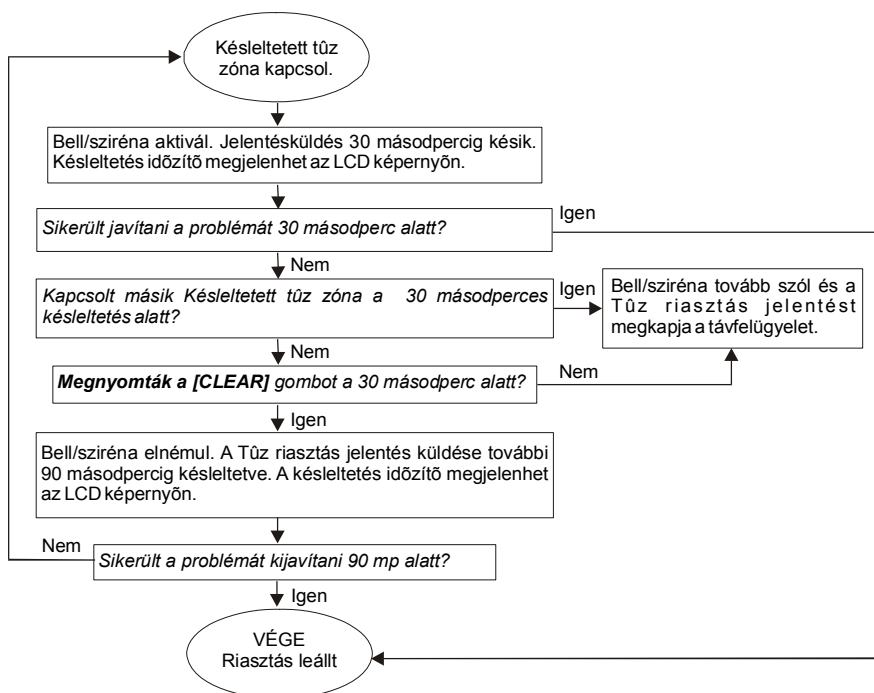 Késleltetett tûz
zóna kapcsol.
Bell/sziréna aktivál. Jelentésküldés 30 másodpercig késik.
Késleltetés idõzítõ megjelenhet az LCD képernyõn.
Igen
Sikerült javítani a problémát 30 másodperc alatt?
Nem
Kapcsolt másik Késleltetett tûz zóna a 30 másodperces
késleltetés alatt?
Igen
Bell/sziréna tovább szól és a
Tûz riasztás jelentést
megkapja a távfelügyelet.
Nem
Megnyomták a [CLEAR] gombot a 30 másodperc alatt?
Nem
Igen
Bell/sziréna elnémul. A Tûz riasztás jelentés küldése további
90 másodpercig késleltetve. A késleltetés idõzítõ megjelenhet
az LCD képernyõn.
Nem
Sikerült a problémát kijavítani 90 mp alatt?
Igen
VÉGE
Riasztás leállt